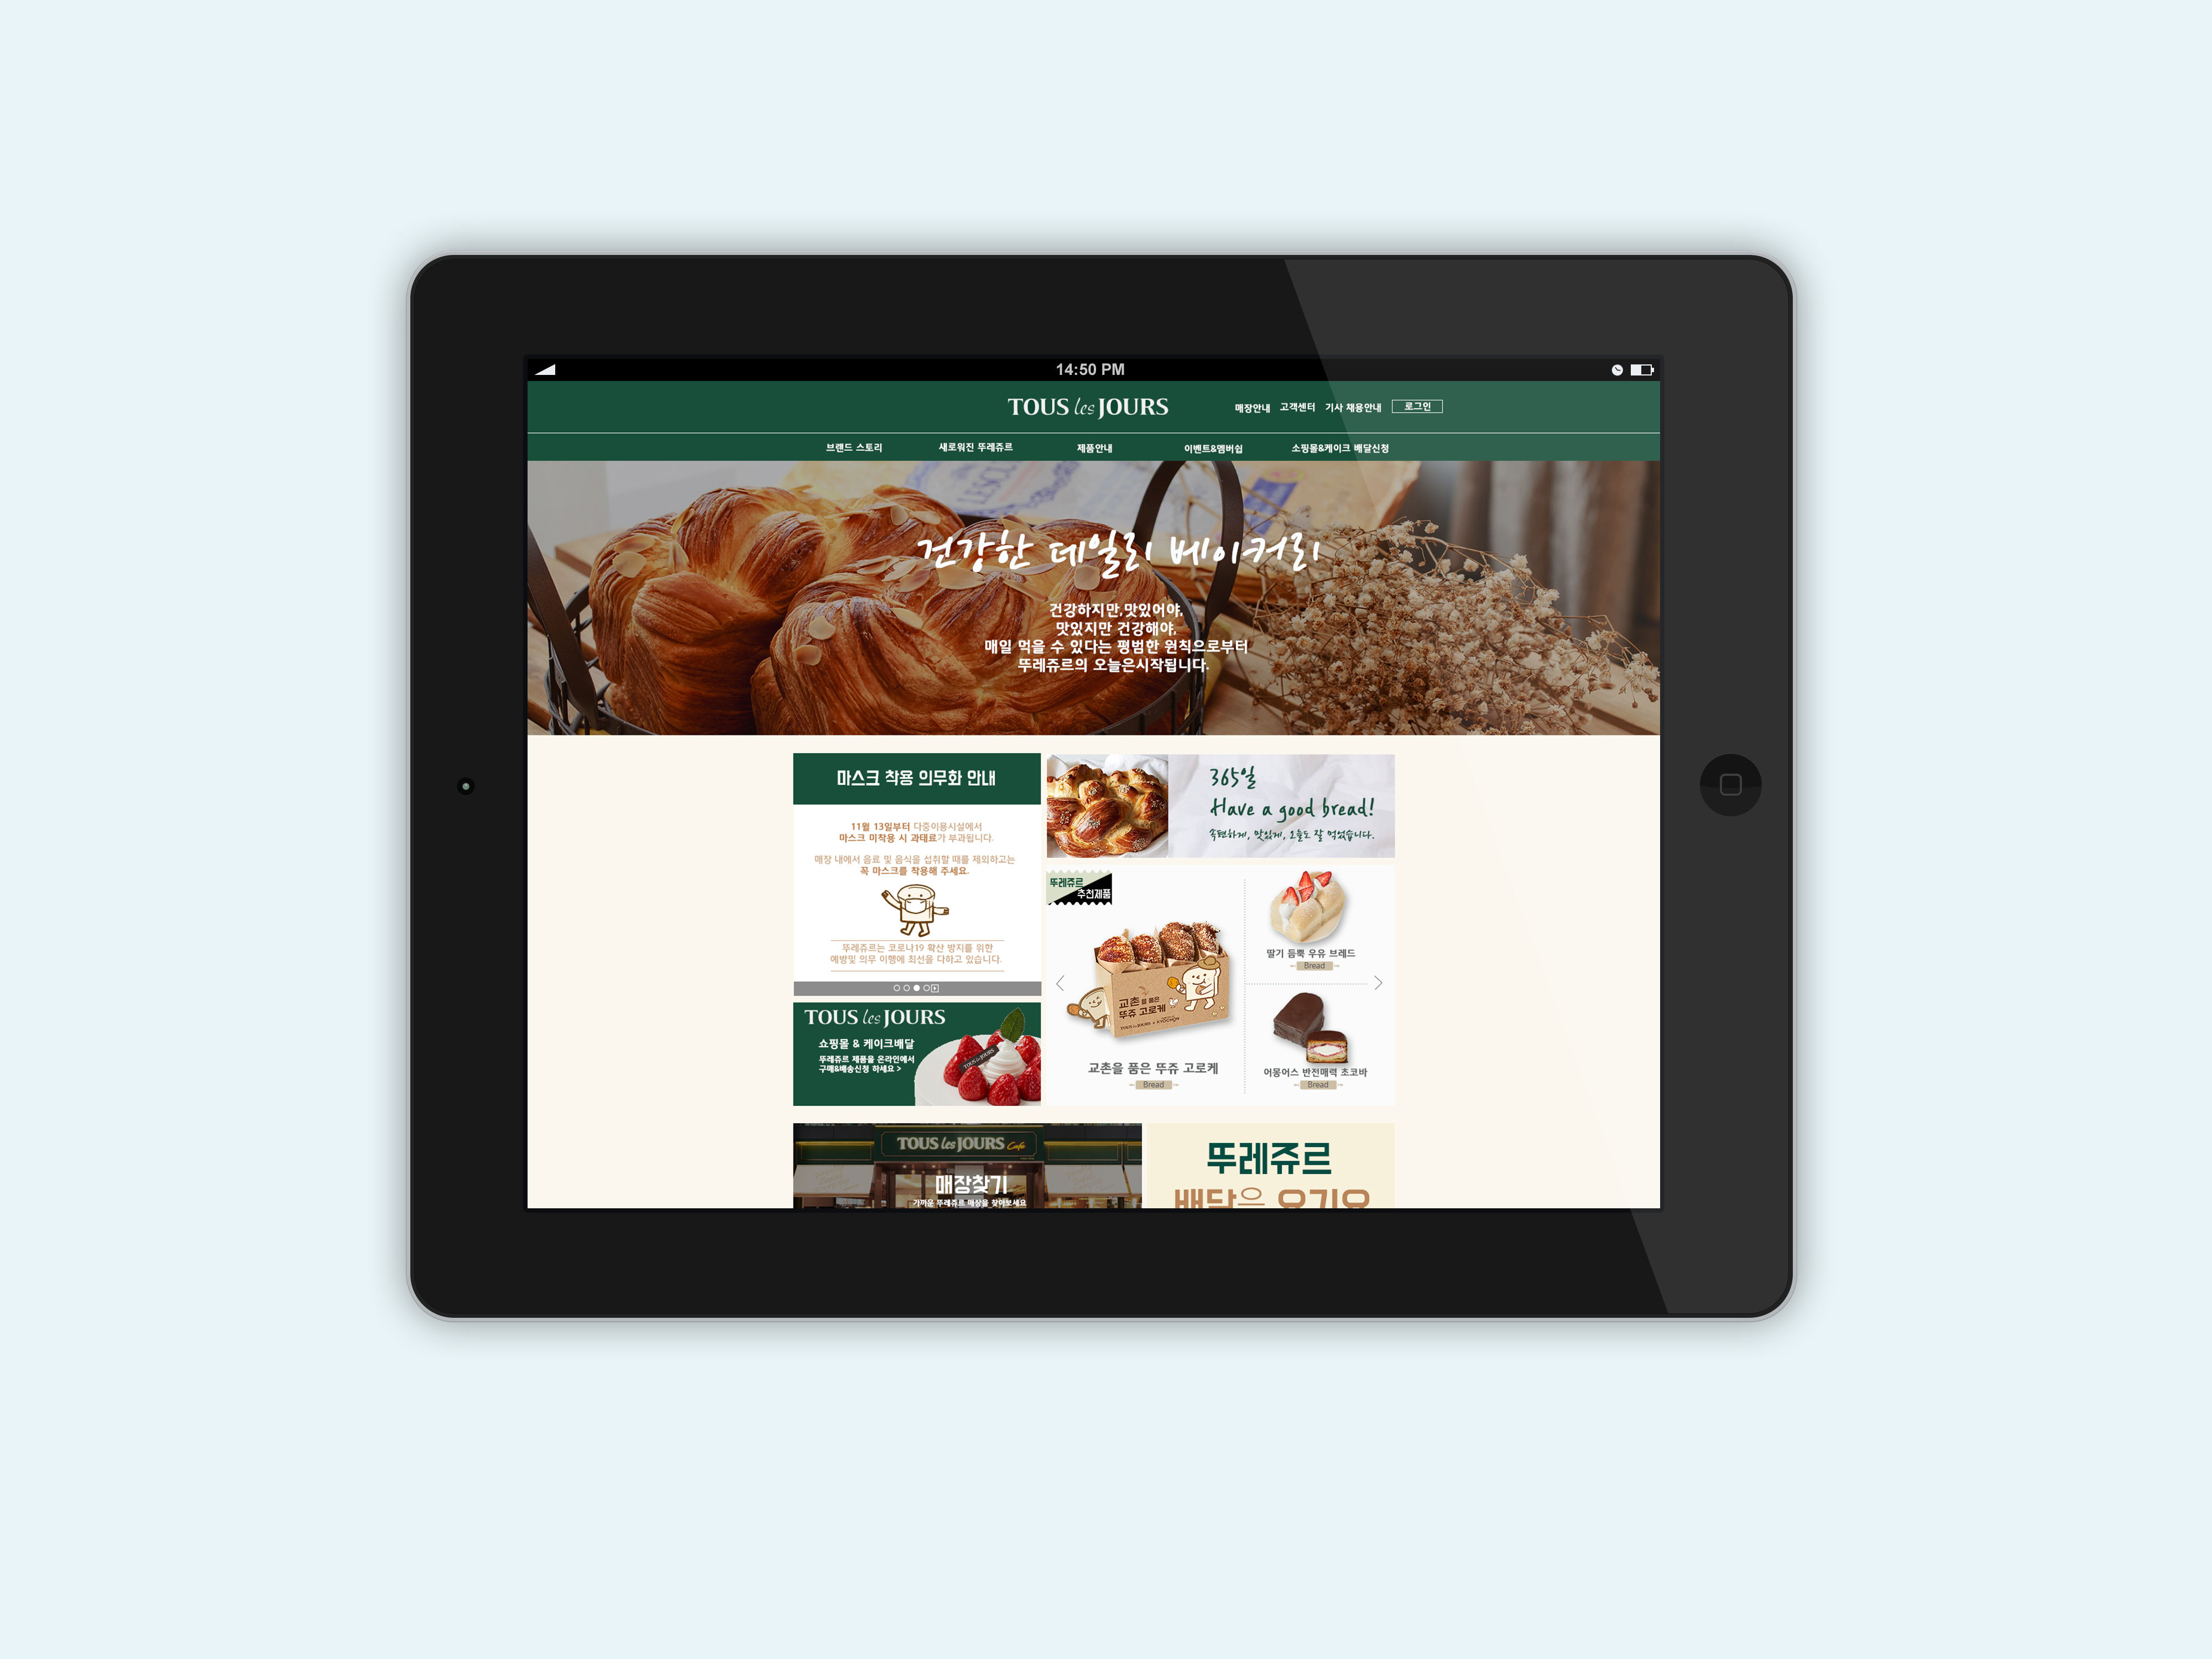 14:50 PM
TOUS les JOURS
매장안내 고객센터 기사 채용안내 로그인
브랜드 스토리 새로워진 뚜레쥬르 제품안내 이벤트&멤버쉽 쇼핑몰&케이크 배달신청
건강한 데일리 베이커리
건강하지만,맛있어야,
맛있지만 건강해야,
매일 먹을 수 있다는 평범한 원칙으로부터
뚜레쥬르의 오늘은시작됩니다.
마스크 착용 의무화 안내
11월 13일부터 다중이용시설에서
마스크 미착용 시 과태료가 부과됩니다.
매장 내에서 음료 및 음식을 섭취할 때를 제외하고는
꼭 마스크를 착용해 주세요.
뚜레쥬르는 코로나19 확산 방지를 위한
예방및 의무 이행에 최선을 다하고 있습니다.
365일
Have a good bread!
속편하게, 맛있게, 오늘도 잘 먹었습니다.
뚜레쥬르
추천제품
교촌을 품은
뚜쥬 고로케
TOUS les JOURS x KYOCHON
교촌을 품은 뚜쥬 고로케
Bread
딸기 듬뿍 우유 브레드
Bread
어몽어스 반전매력 초코바
Bread
TOUS les JOURS
쇼핑몰 & 케이크배달
뚜레쥬르 제품을 온라인에서
구매&배송신청 하세요 >
TOUS les JOURS
TOUS les JOURS Cafe
매장찾기
가까운 뚜레쥬르 매장을 찾아보세요
뚜레쥬르
배달은 요기요